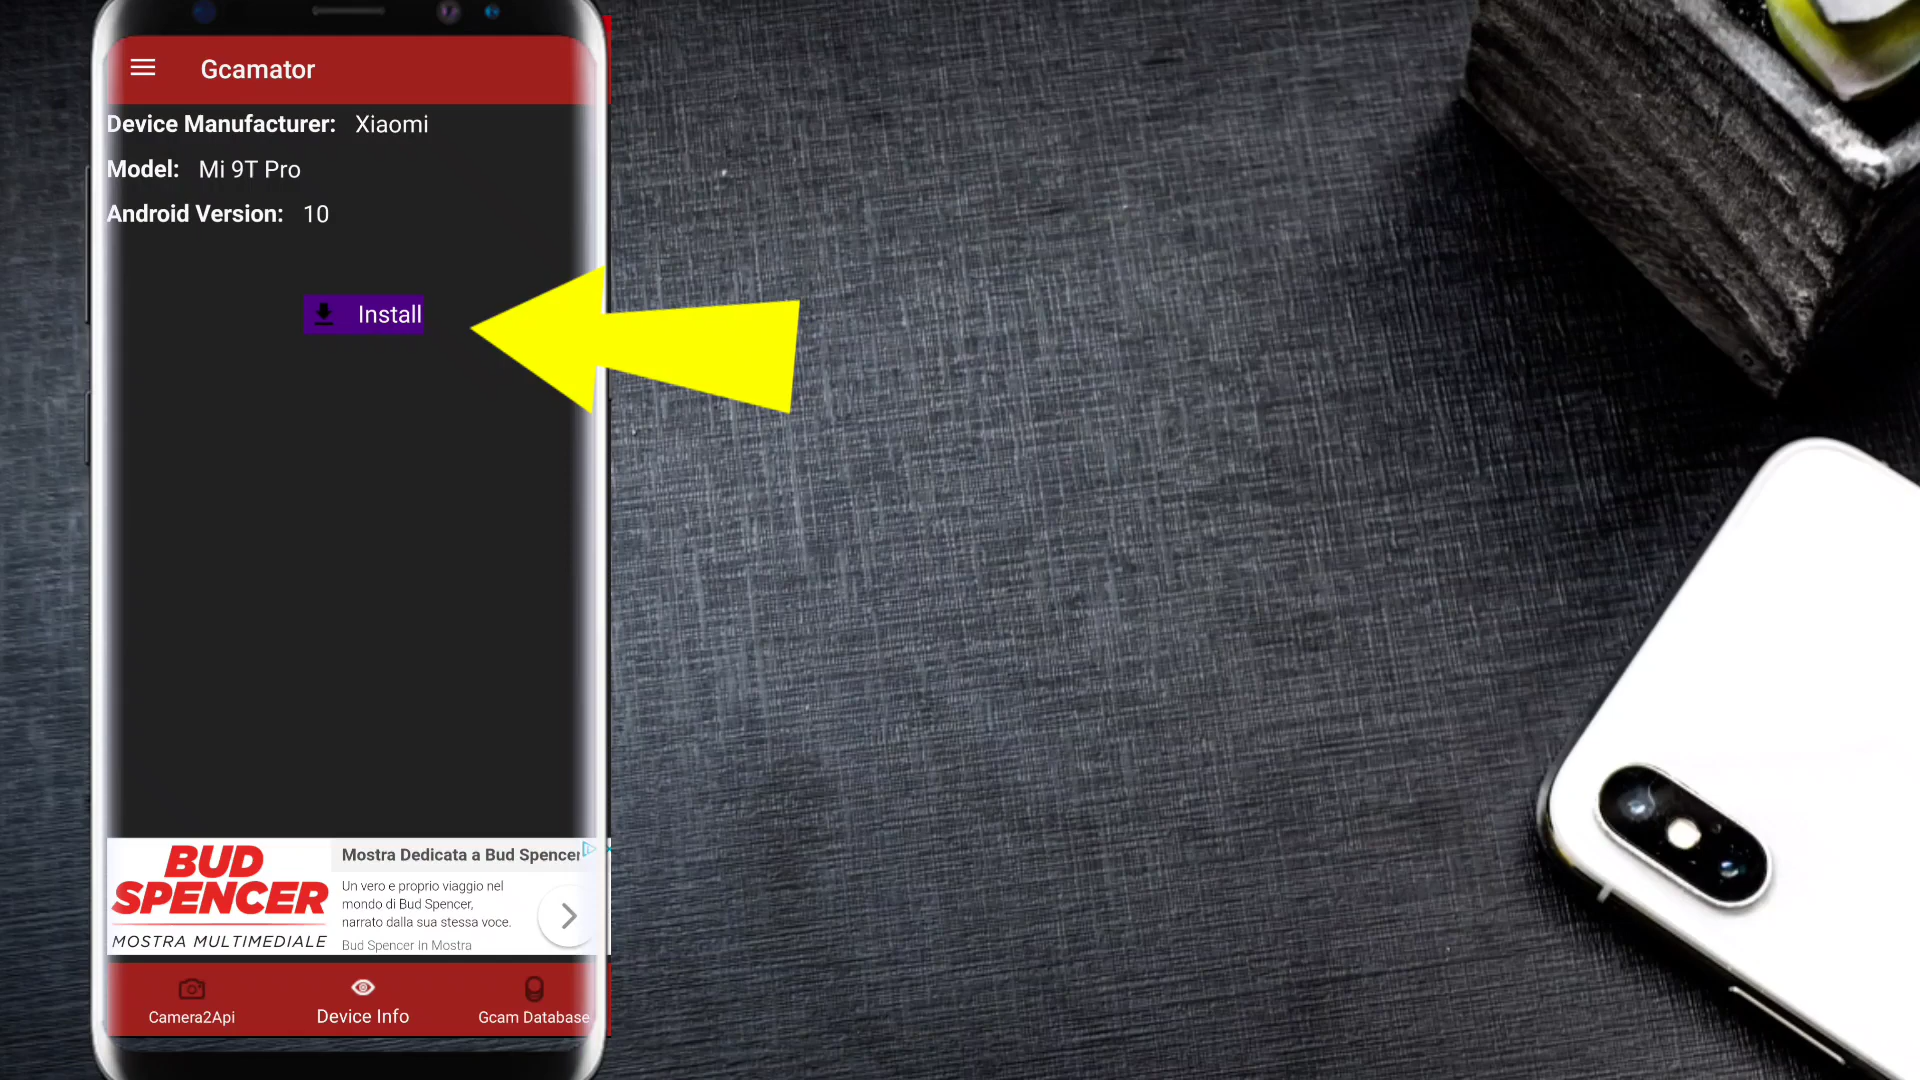 Gcamator
Device Manufacturer: Xiaomi
Model: Mi 9T Pro
Android Version: 10
Install
BUD
SPENCER
MOSTRA MULTIMEDIALE
Mostra Dedicata a Bud Spencer
Un vero e proprio viaggio nel
mondo di Bud Spencer,
narrato dalla sua stessa voce.
Bud Spencer In Mostra
Camera2Api
Device Info
Gcam Database